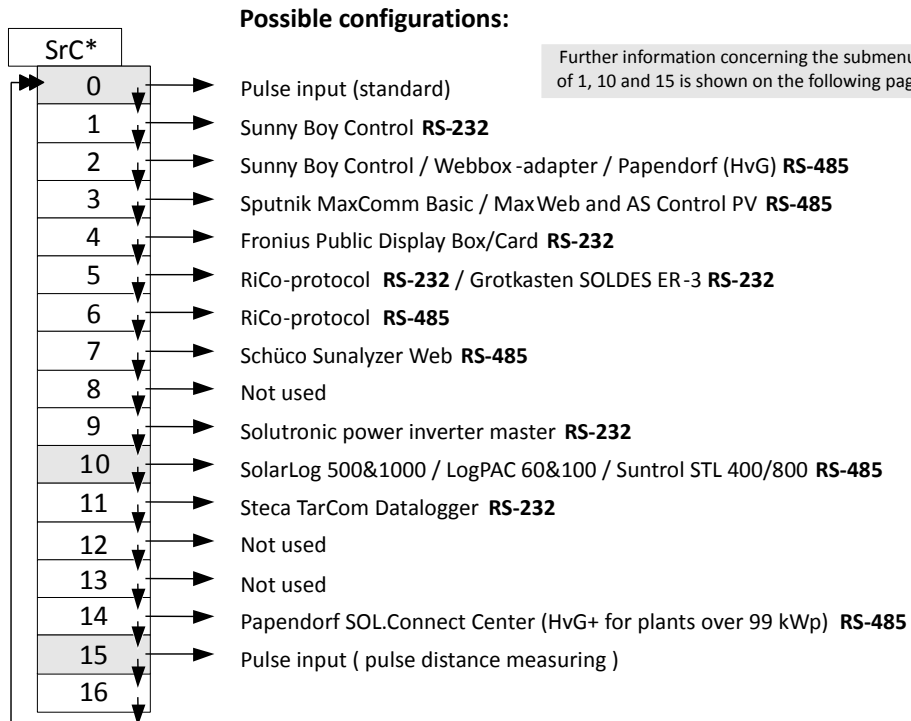 Possible configurations:
SrC*
Further information concerning the submenu
of 1, 10 and 15 is shown on the following pag
0 Pulse input (standard)
1 Sunny Boy Control RS-232
2 Sunny Boy Control / Webbox-adapter / Papendorf (HvG) RS-485
3 Sputnik MaxComm Basic / MaxWeb and AS Control PV RS-485
4 Fronius Public Display Box/Card RS-232
5 RiCo-protocol RS-232 / Grotkasten SOLDES ER-3 RS-232
6 RiCo-protocol RS-485
7 Schüco Sunalyzer Web RS-485
8 Not used
9 Solutronic power inverter master RS-232
10 SolarLog 500&1000 / LogPAC 60&100 / Suntrol STL 400/800 RS-485
11 Steca TarCom Datalogger RS-232
12 Not used
13 Not used
14 Papendorf SOL.Connect Center (HvG+ for plants over 99 kWp) RS-485
15 Pulse input ( pulse distance measuring )
16